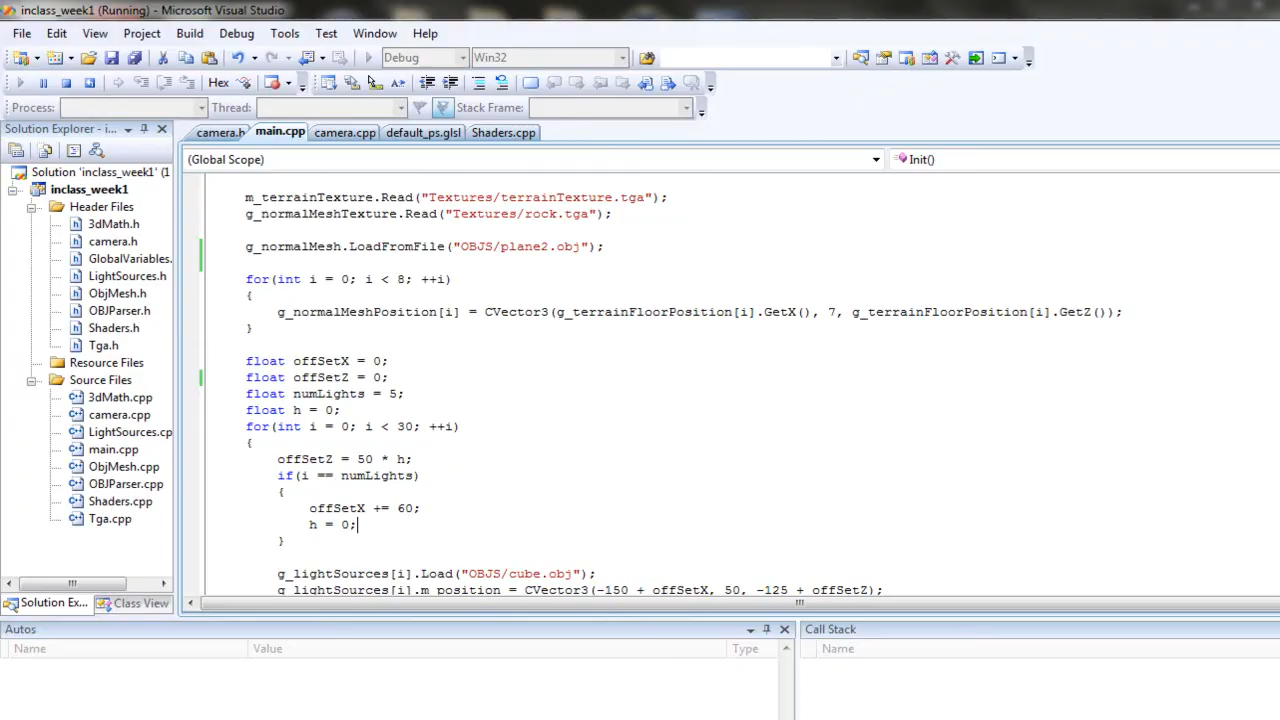 inclass_week1 (Running) - Microsoft Visual Studio
File Edit View Project Build Debug Tools Test Window Help
Debug Win32
Hex
Process: Thread: Stack Frame:
Solution Explorer - i...
camera.h main.cpp camera.cpp default_ps.glsl Shaders.cpp
(Global Scope) Init()
Solution 'inclass_week1' (1
inclass_week1
Header Files
3dMath.h
camera.h
GlobalVariables.
LightSources.h
ObjMesh.h
OBJParser.h
Shaders.h
Tga.h
Resource Files
Source Files
3dMath.cpp
camera.cpp
LightSources.cp
main.cpp
ObjMesh.cpp
OBJParser.cpp
Shaders.cpp
Tga.cpp
Solution Ex... Class View
m_terrainTexture.Read("Textures/terrainTexture.tga");
g_normalMeshTexture.Read("Textures/rock.tga");
g_normalMesh.LoadFromFile("OBJS/plane2.obj");
for(int i = 0; i < 8; ++i)
{
g_normalMeshPosition[i] = CVector3(g_terrainFloorPosition[i].GetX(), 7, g_terrainFloorPosition[i].GetZ());
}
float offSetX = 0;
float offSetZ = 0;
float numLights = 5;
float h = 0;
for(int i = 0; i < 30; ++i)
{
offSetZ = 50 * h;
if(i == numLights)
{
offSetX += 60;
h = 0;
}
g_lightSources[i].Load("OBJS/cube.obj");
g_lightSources[i].m_position = CVector3(-150 + offSetX, 50, -125 + offSetZ);
Autos
Name Value Type
Call Stack
Name